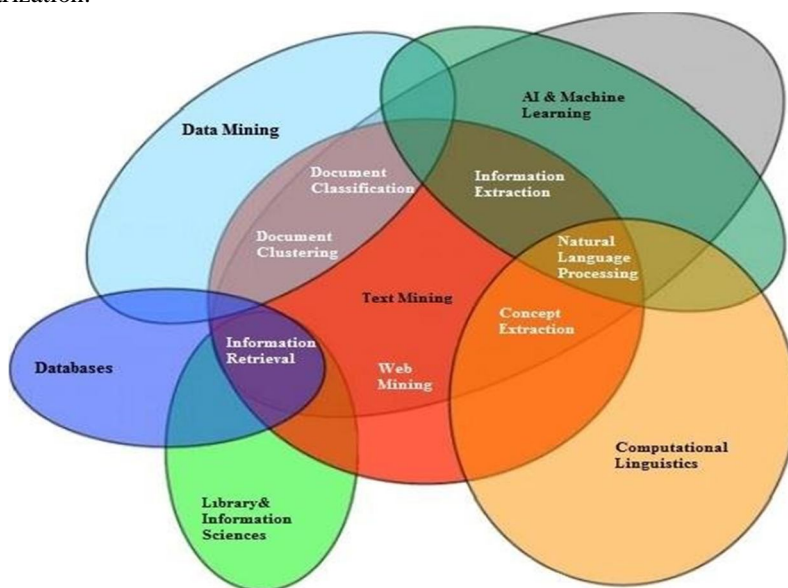 AI & Machine
Learning
Data Mining
Document
Classification
Information
Extraction
Document
Clustering
Natural
Language
Processing
Text Mining
Concept
Extraction
Information
Retrieval
Web
Mining
Databases
Computational
Linguistics
Library&
Information
Sciences